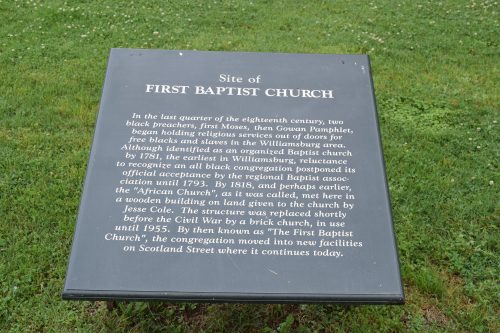 Site of
FIRST BAPTIST CHURCH
In the last quarter of the eighteenth century, two
black preachers, first Moses, then Gowan Pamphlet,
began holding religious services out of doors for
free blacks and slaves in the Williamsburg area.
Although identified as an organized Baptist church
by 1781, the earliest in Williamsburg, reluctance
to recognize an all black congregation postponed its
official acceptance by the regional Baptist assoc-
ciation until 1793. By 1818, and perhaps earlier,
the "African Church", as it was called, met here in
a wooden building on land given to the church by
Jesse Cole. The structure was replaced shortly
before the Civil War by a brick church, in use
until 1955. By then known as "The First Baptist
Church", the congregation moved into new facilities
on Scotland Street where it continues today.